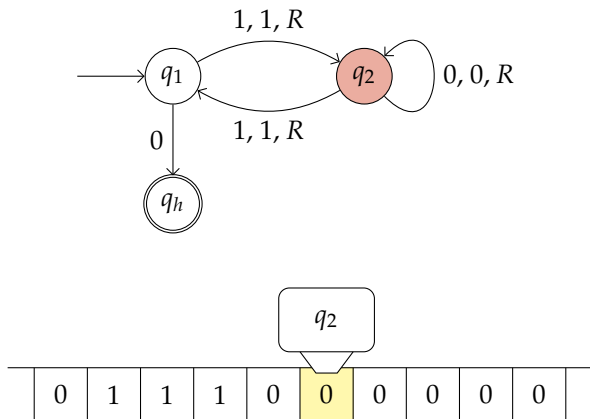 1, 1, R
q1 q2 0, 0, R
1, 1, R
0
qh
q2
0 1 1 1 0 0 0 0 0 0